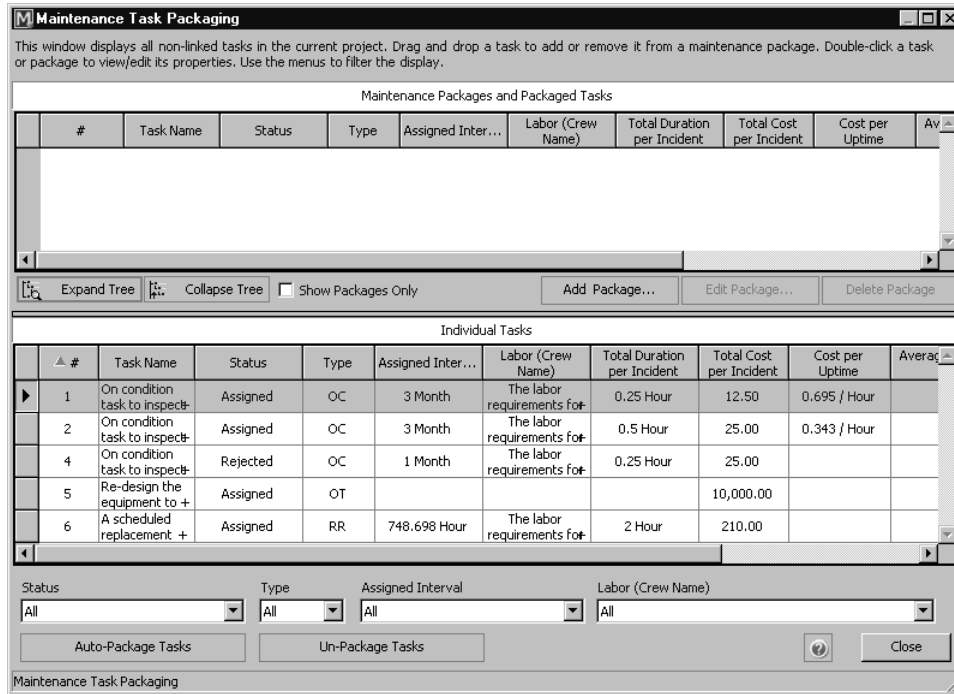 Maintenance Task Packaging
This window displays all non-linked tasks in the current project. Drag and drop a task to add or remove it from a maintenance package. Double-click a task
or package to view/edit its properties. Use the menus to filter the display.
Maintenance Packages and Packaged Tasks
# Task Name Status Type Assigned Inter... Labor (Crew Name) Total Duration per Incident Total Cost per Incident Cost per Uptime Av
Expand Tree Collapse Tree Show Packages Only Add Package... Edit Package... Delete Package
Individual Tasks
# Task Name Status Type Assigned Inter... Labor (Crew Name) Total Duration per Incident Total Cost per Incident Cost per Uptime Averag
1 On condition task to inspect+ Assigned OC 3 Month The labor requirements for+ 0.25 Hour 12.50 0.695 / Hour
2 On condition task to inspect+ Assigned OC 3 Month The labor requirements for+ 0.5 Hour 25.00 0.343 / Hour
4 On condition task to inspect+ Rejected OC 1 Month The labor requirements for+ 0.25 Hour 25.00
5 Re-design the equipment to + Assigned OT 10,000.00
6 A scheduled replacement + Assigned RR 748.698 Hour The labor requirements for+ 2 Hour 210.00
Status Type Assigned Interval Labor (Crew Name)
All All All All
Auto-Package Tasks Un-Package Tasks Close
Maintenance Task Packaging